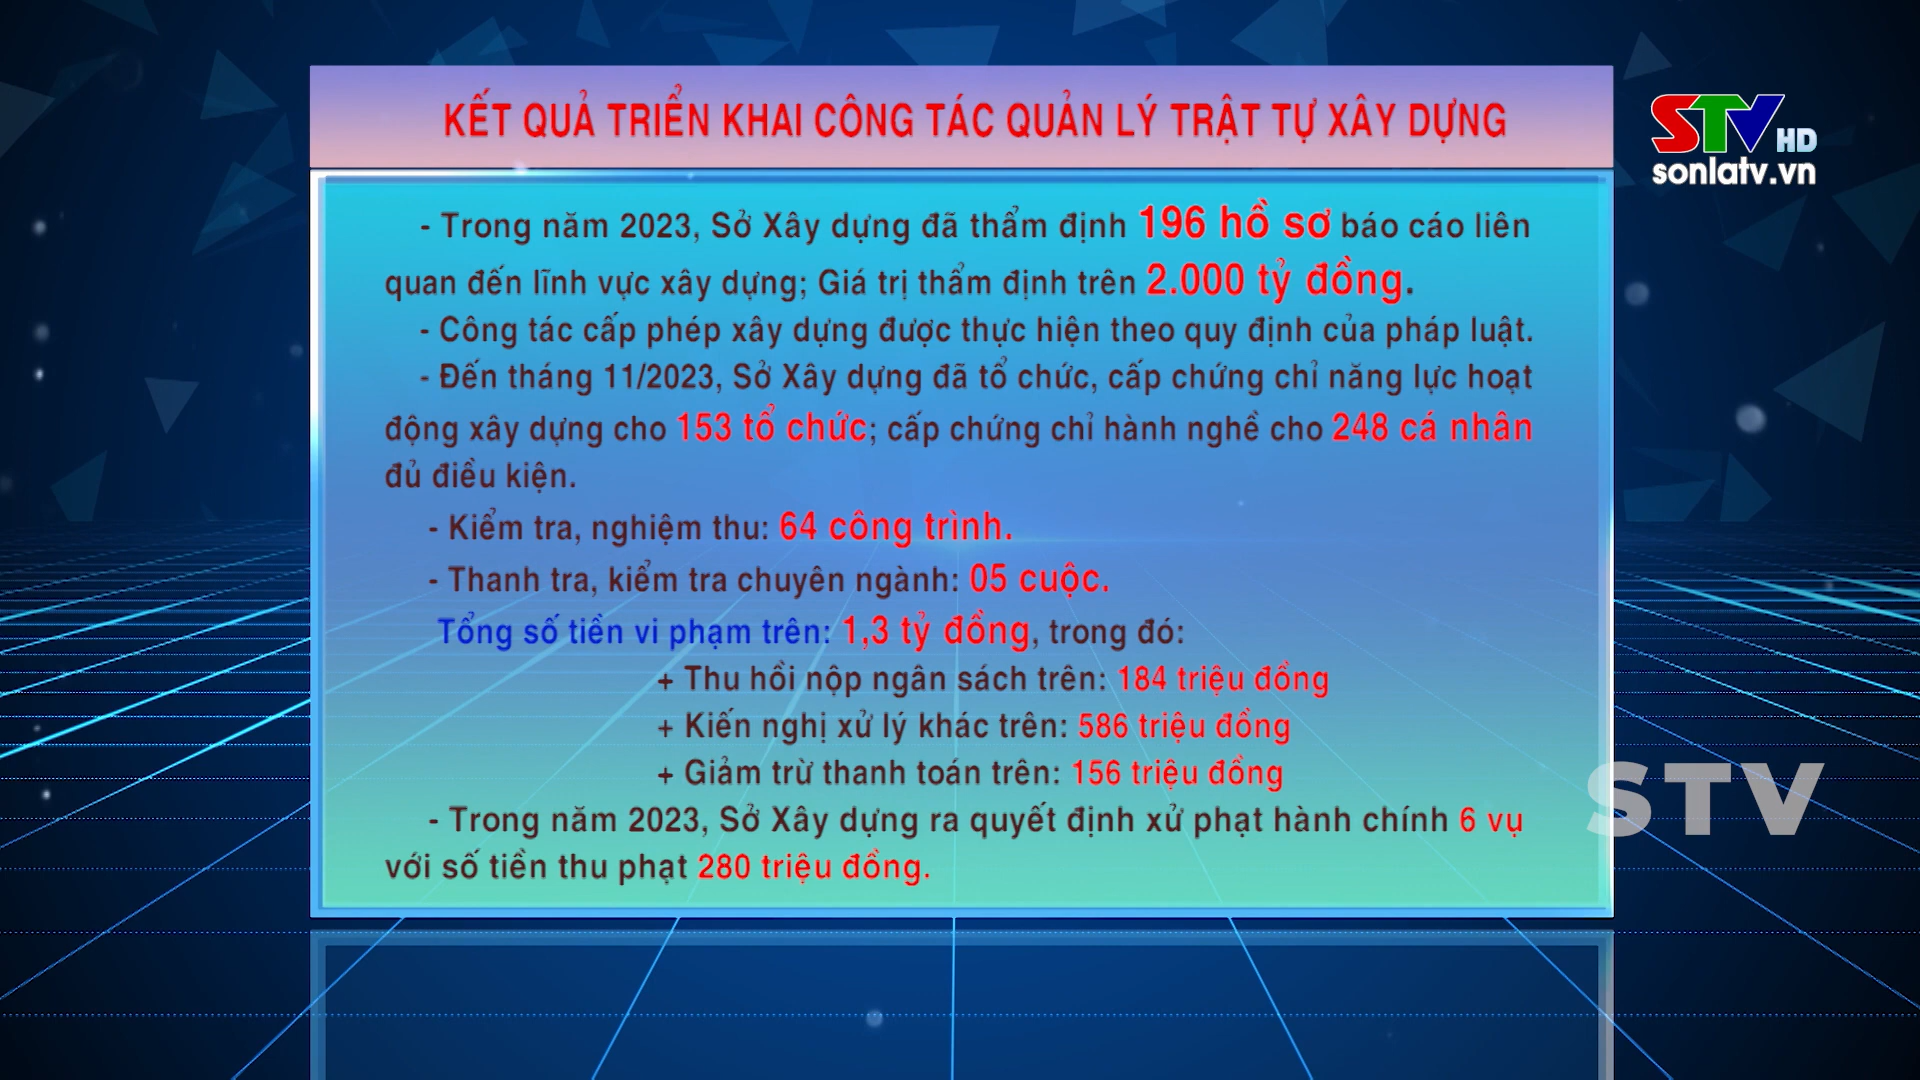 KẾT QUẢ TRIỂN KHAI CÔNG TÁC QUẢN LÝ TRẬT TỰ XÂY DỰNG
STV HD
sonlatv.vn
- Trong năm 2023, Sở Xây dựng đã thẩm định 196 hồ sơ báo cáo liên
quan đến lĩnh vực xây dựng; Giá trị thẩm định trên 2.000 tỷ đồng.
- Công tác cấp phép xây dựng được thực hiện theo quy định của pháp luật.
- Đến tháng 11/2023, Sở Xây dựng đã tổ chức, cấp chứng chỉ năng lực hoạt
động xây dựng cho 153 tổ chức; cấp chứng chỉ hành nghề cho 248 cá nhân
đủ điều kiện.
- Kiểm tra, nghiệm thu: 64 công trình.
- Thanh tra, kiểm tra chuyên ngành: 05 cuộc.
Tổng số tiền vi phạm trên: 1,3 tỷ đồng, trong đó:
+ Thu hồi nộp ngân sách trên: 184 triệu đồng
+ Kiến nghị xử lý khác trên: 586 triệu đồng
+ Giảm trừ thanh toán trên: 156 triệu đồng
- Trong năm 2023, Sở Xây dựng ra quyết định xử phạt hành chính 6 vụ
với số tiền thu phạt 280 triệu đồng.
STV